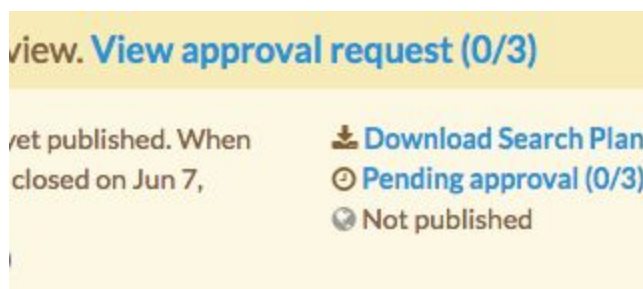 view. View approval request (0/3)
yet published. When
closed on Jun 7,
Download Search Plan
Pending approval (0/3)
Not published